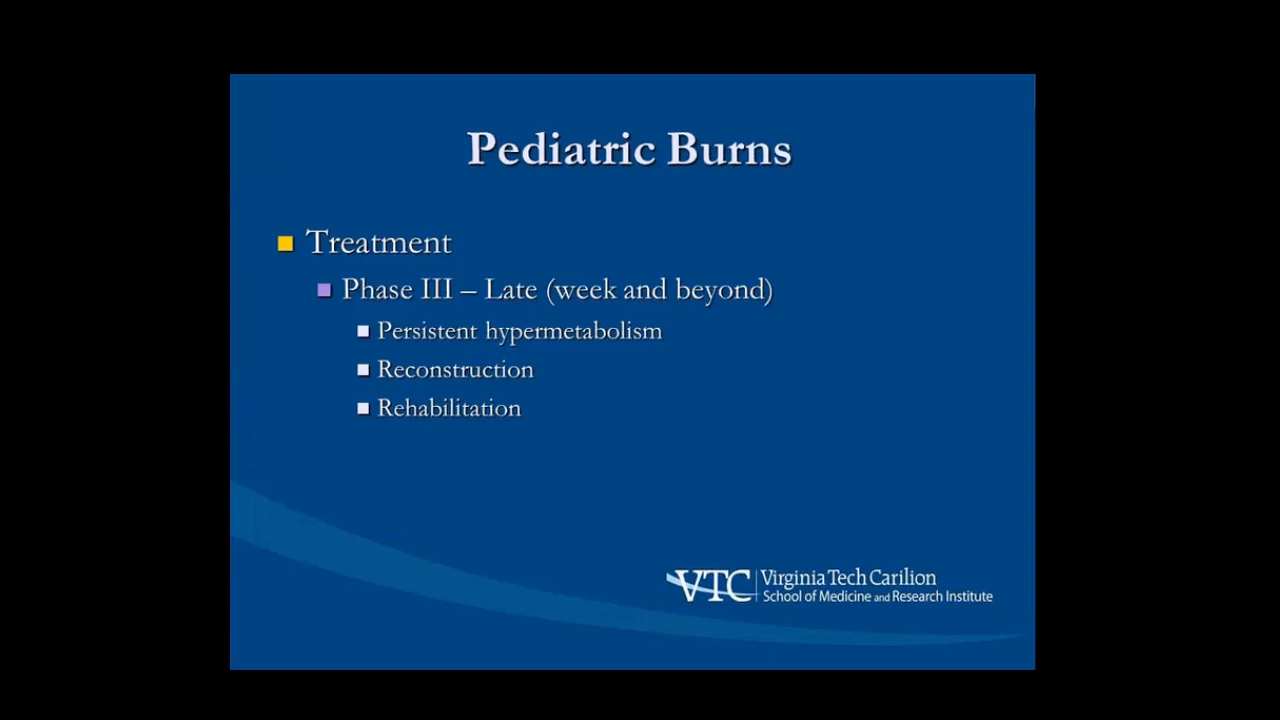 Pediatric Burns
Treatment
Phase III – Late (week and beyond)
Persistent hypermetabolism
Reconstruction
Rehabilitation
VTC Virginia Tech Carilion
School of Medicine and Research Institute